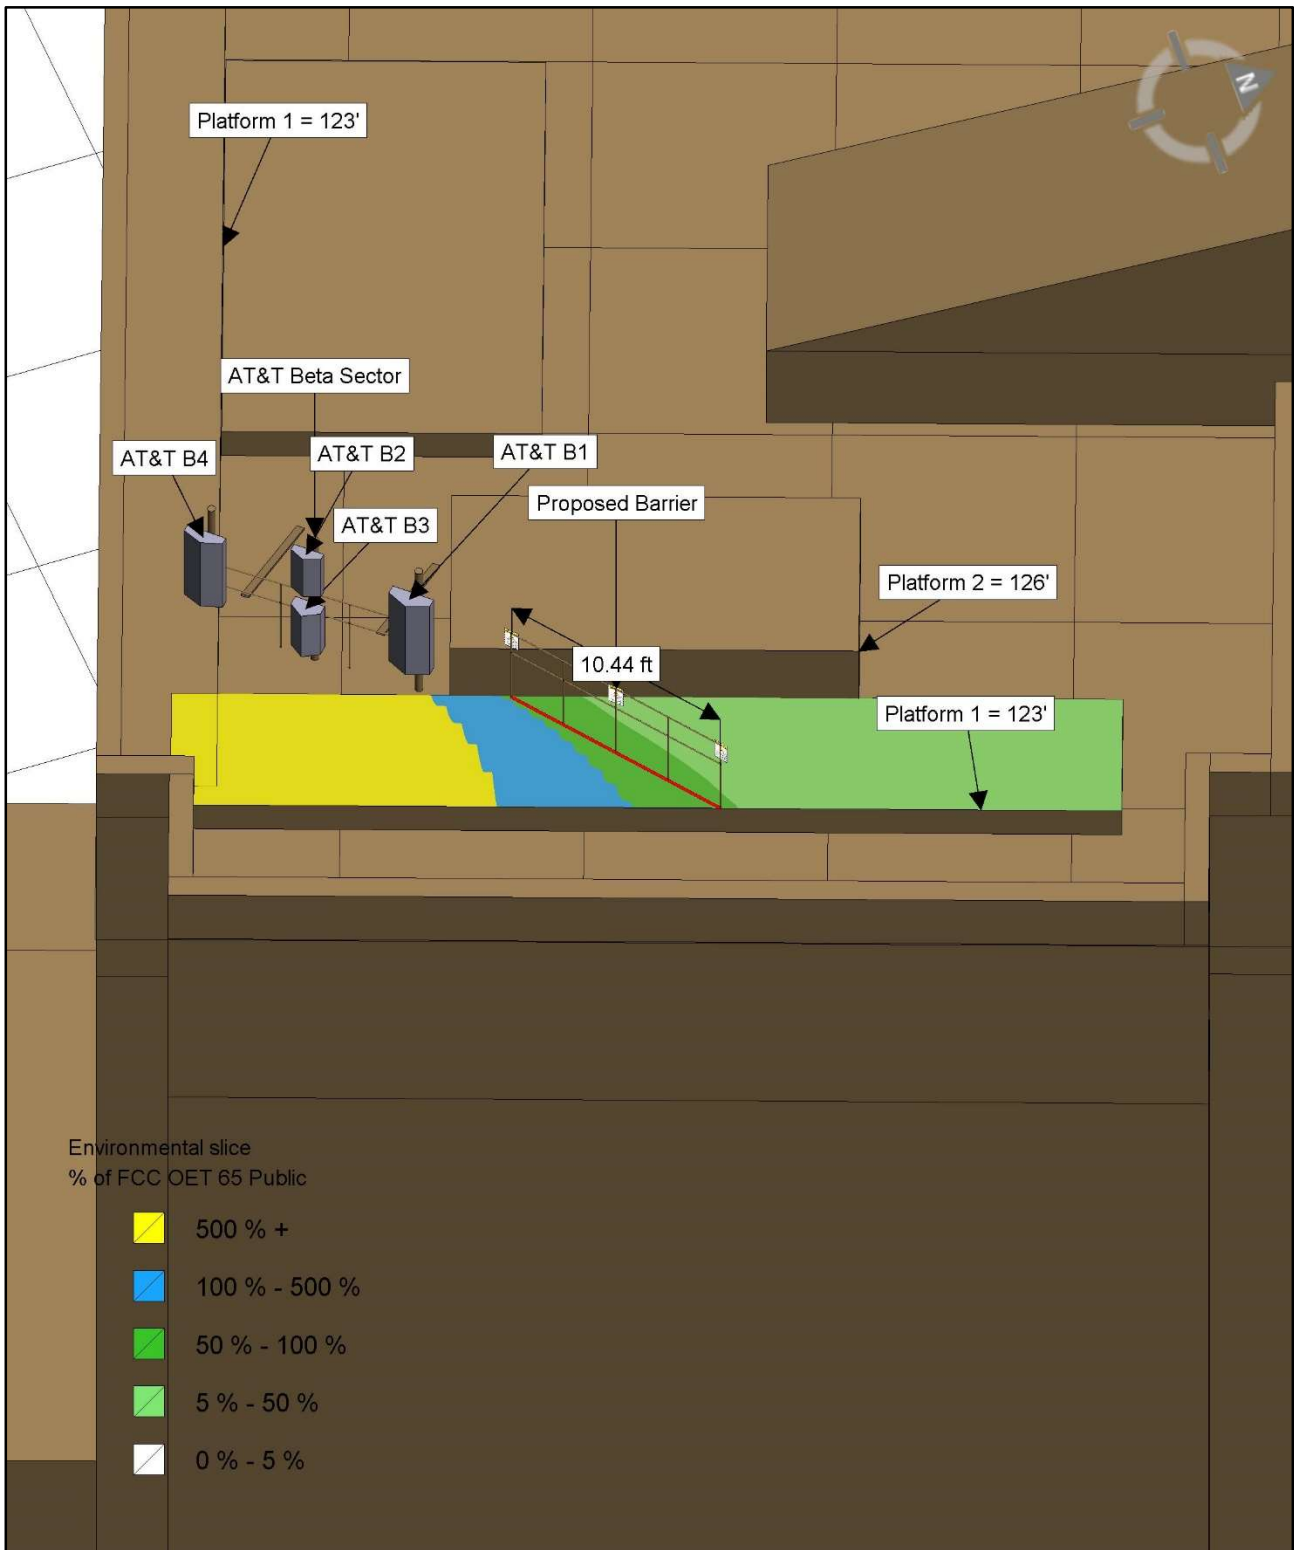 N
Platform 1 = 123'
AT&T Beta Sector
AT&T B4
AT&T B2
AT&T B1
AT&T B3
Proposed Barrier
Platform 2 = 126'
10.44 ft
Platform 1 = 123'
Environmental slice
% of FCC OET 65 Public
500 % +
100 % - 500 %
50 % - 100 %
5 % - 50 %
0 % - 5 %